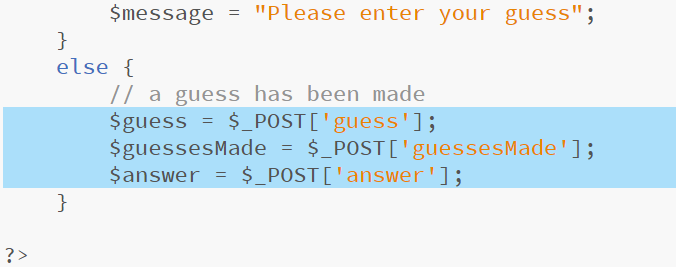 $message = "Please enter your guess";
}
else {
// a guess has been made
$guess = $_POST['guess'];
$guessesMade = $_POST['guessesMade'];
$answer = $_POST['answer'];
}
?>